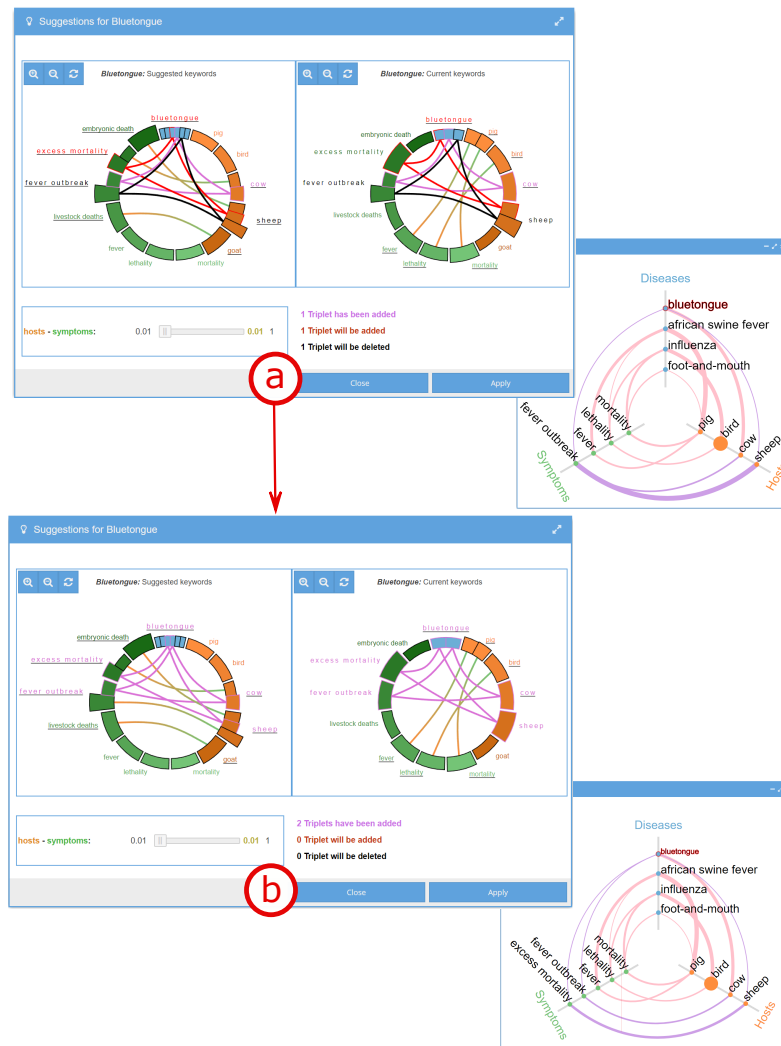 Suggestions for Bluetongue
Bluetongue: Suggested keywords
Bluetongue: Current keywords
bluetongue
embryonic death
pig
excess mortality
bird
fever outbreak
cow
livestock deaths
sheep
fever
goat
lethality
mortality
bluetongue
embryonic death
pig
excess mortality
bird
fever outbreak
cow
livestock deaths
sheep
fever
goat
lethality
mortality
hosts - symptoms:
0.01
0.01
1
1 Triplet has been added
1 Triplet will be added
1 Triplet will be deleted
a
Close
Apply
Diseases
bluetongue
african swine fever
influenza
foot-and-mouth
mortality
lethality
fever
fever outbreak
Symptoms
pig
bird
cow
sheep
Hosts
Suggestions for Bluetongue
Bluetongue: Suggested keywords
Bluetongue: Current keywords
bluetongue
embryonic death
pig
excess mortality
bird
fever outbreak
cow
livestock deaths
sheep
fever
goat
lethality
mortality
bluetongue
embryonic death
pig
excess mortality
bird
fever outbreak
cow
livestock deaths
sheep
fever
goat
lethality
mortality
hosts - symptoms:
0.01
0.01
1
2 Triplets have been added
0 Triplet will be added
0 Triplet will be deleted
b
Close
Apply
Diseases
bluetongue
african swine fever
influenza
foot-and-mouth
mortality
lethality
fever
fever outbreak
excess mortality
Symptoms
pig
bird
cow
sheep
Hosts